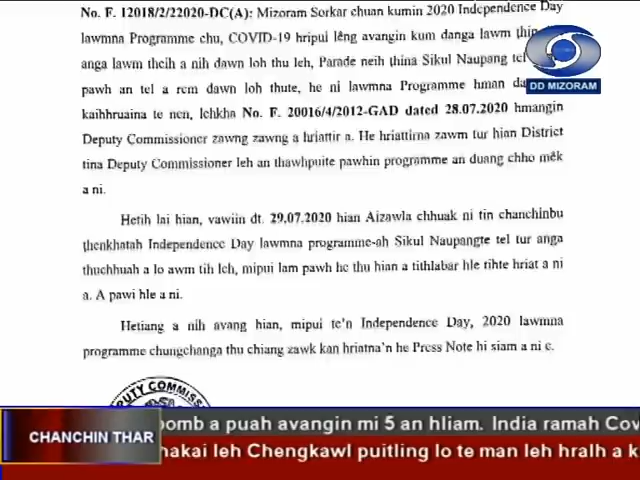 No. F. 12018/2/22020-DC(A): Mizoram Sorkar chuan kumin 2020 Independence Day
lawmna Programme chu, COVID-19 hripui lêng avangin kum danga lawm
anga lawm theih a nih dawn loh thu leh, Parade neih thina Sikul Naupang tel
pawh an tel a rem dawn loh thute, he ni lawmna Programme hman
kaihhruaina te nen, lehkha No. F. 20016/4/2012-GAD dated 28.07.2020 hmangin
Deputy Commissioner zawng zawng a hriattir a. He hriattirna zawm tur hian District
tina Deputy Commissioner leh an thawhpuite pawhin programme an duang chho mêk
a ni.
Hetih lai hian, vawiin dt. 29.07.2020 hian Aizawla chhuak ni tin chanchinbu
thenkhatah Independence Day lawmna programme-ah Sikul Naupangte tel tur anga
thuchhuah a lo awm tih leh, mipui lam pawh he thu hian a tithlabar hle tihte hriat a ni
a. A pawi hle a ni.
Hetiang a nih avang hian, mipui te'n Independence Day, 2020 lawmna
programme chungchanga thu chiang zawk kan hriatna'n he Press Note hi siam a ni e.
DD MIZORAM
PUTY COMMISS
CHANCHIN THAR
bomb a puah avangin mi 5 an hliam. India ramah Cov
hakai leh Chengkawl puitling lo te man leh hralh a k